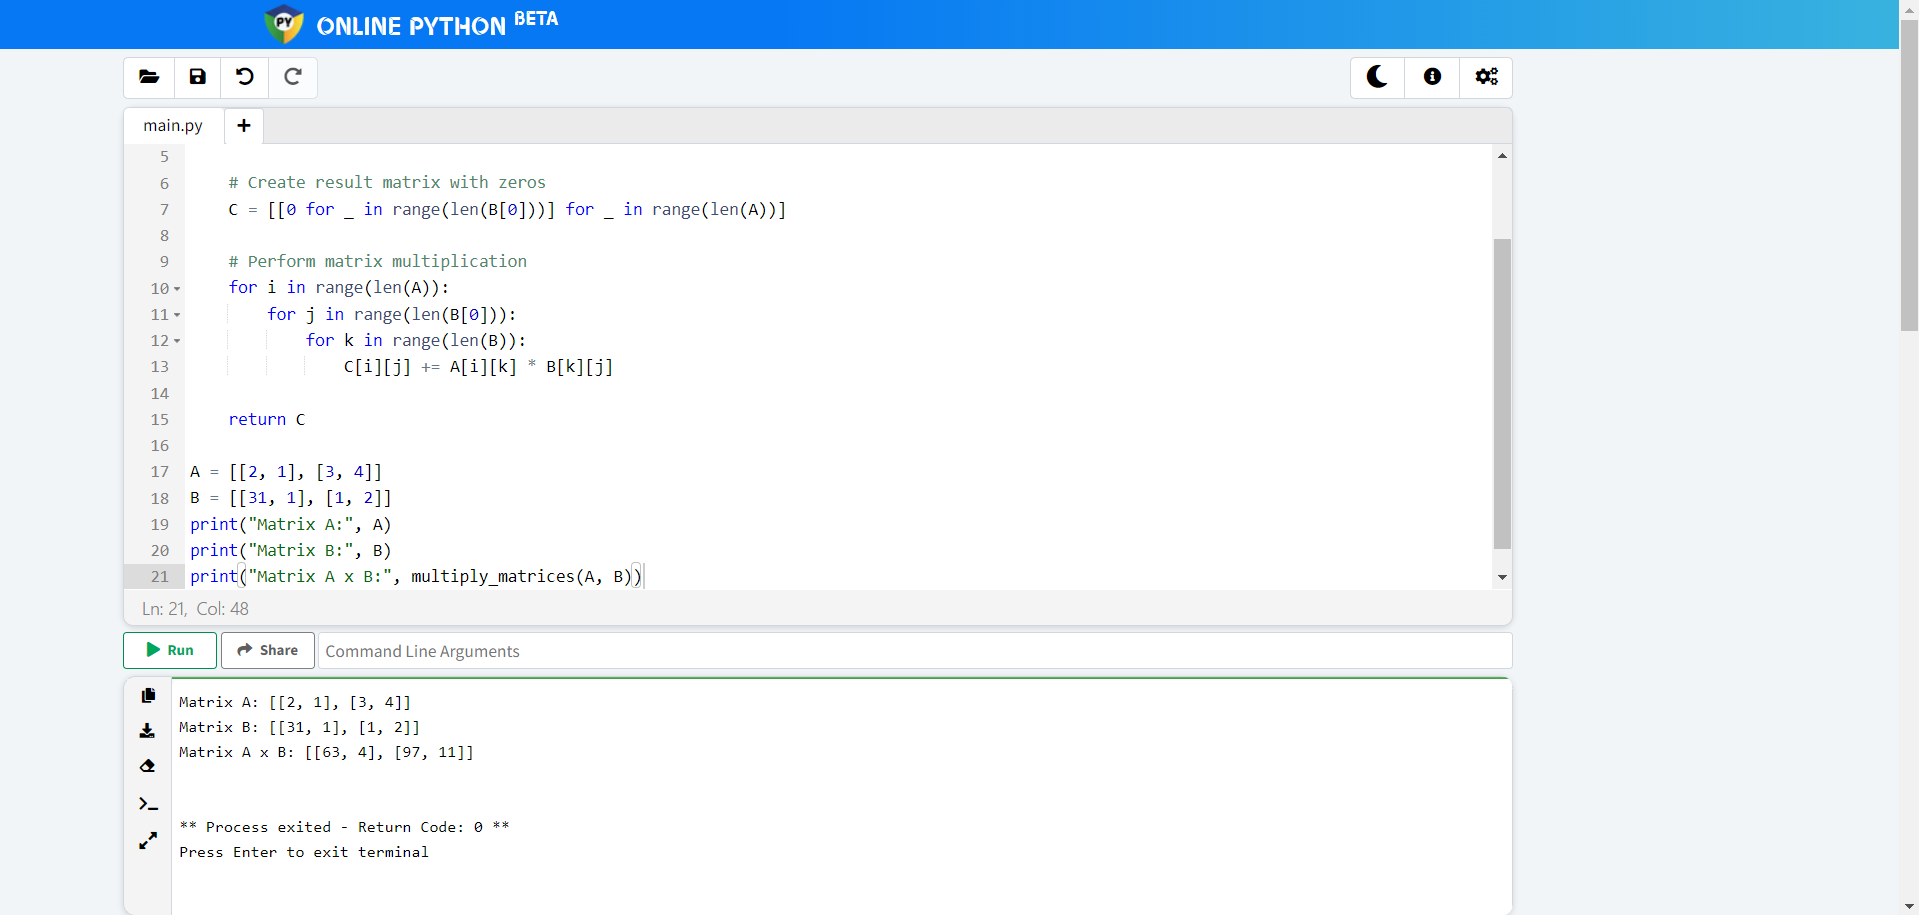 ONLINE PYTHON BETA
main.py +
5
6     # Create result matrix with zeros
7     C = [[0 for _ in range(len(B[0]))] for _ in range(len(A))]
8
9     # Perform matrix multiplication
10     for i in range(len(A)):
11         for j in range(len(B[0])):
12             for k in range(len(B)):
13                 C[i][j] += A[i][k] * B[k][j]
14
15     return C
16
17 A = [[2, 1], [3, 4]]
18 B = [[31, 1], [1, 2]]
19 print("Matrix A:", A)
20 print("Matrix B:", B)
21 print("Matrix A x B:", multiply_matrices(A, B))
Ln: 21, Col: 48
Run Share Command Line Arguments
Matrix A: [[2, 1], [3, 4]]
Matrix B: [[31, 1], [1, 2]]
Matrix A x B: [[63, 4], [97, 11]]
** Process exited - Return Code: 0 **
Press Enter to exit terminal